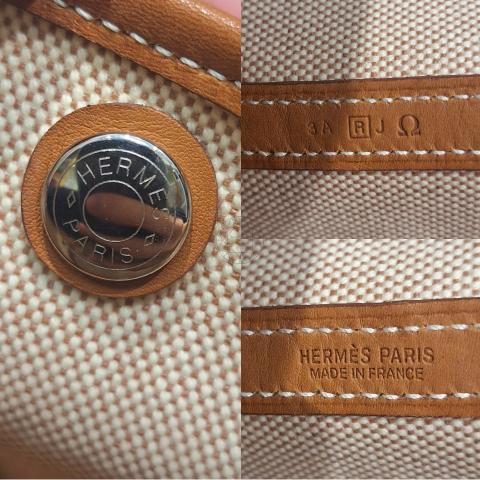 HERMES
PARIS
3A R J Ω
HERMÈS PARIS
MADE IN FRANCE